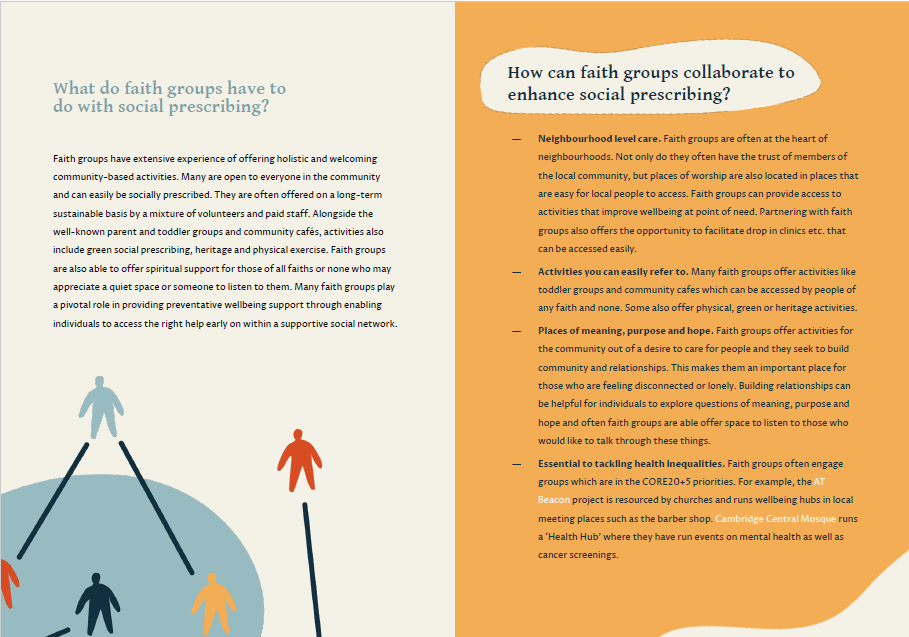 What do faith groups have to
do with social prescribing?
Faith groups have extensive experience of offering holistic and welcoming
community-based activities. Many are open to everyone in the community
and can easily be socially prescribed. They are often offered on a long-term
sustainable basis by a mixture of volunteers and paid staff. Alongside the
well-known parent and toddler groups and community cafés, activities also
include green social prescribing, heritage and physical exercise. Faith groups
are also able to offer spiritual support for those of all faiths or none who may
appreciate a quiet space or someone to listen to them. Many faith groups play
a pivotal role in providing preventative wellbeing support through enabling
individuals to access the right help early on within a supportive social network.
How can faith groups collaborate to
enhance social prescribing?
— Neighbourhood level care. Faith groups are often at the heart of
neighbourhoods. Not only do they often have the trust of members of
the local community, but places of worship are also located in places that
are easy for local people to access. Faith groups can provide access to
activities that improve wellbeing at point of need. Partnering with faith
groups also offers the opportunity to facilitate drop in clinics etc. that
can be accessed easily.
— Activities you can easily refer to. Many faith groups offer activities like
toddler groups and community cafes which can be accessed by people of
any faith and none. Some also offer physical, green or heritage activities.
— Places of meaning, purpose and hope. Faith groups offer activities for
the community out of a desire to care for people and they seek to build
community and relationships. This makes them an important place for
those who are feeling disconnected or lonely. Building relationships can
be helpful for individuals to explore questions of meaning, purpose and
hope and often faith groups are able offer space to listen to those who
would like to talk through these things.
— Essential to tackling health inequalities. Faith groups often engage
groups which are in the CORE20+5 priorities. For example, the AT
Beacon project is resourced by churches and runs wellbeing hubs in local
meeting places such as the barber shop. Cambridge Central Mosque runs
a ‘Health Hub’ where they have run events on mental health as well as
cancer screenings.